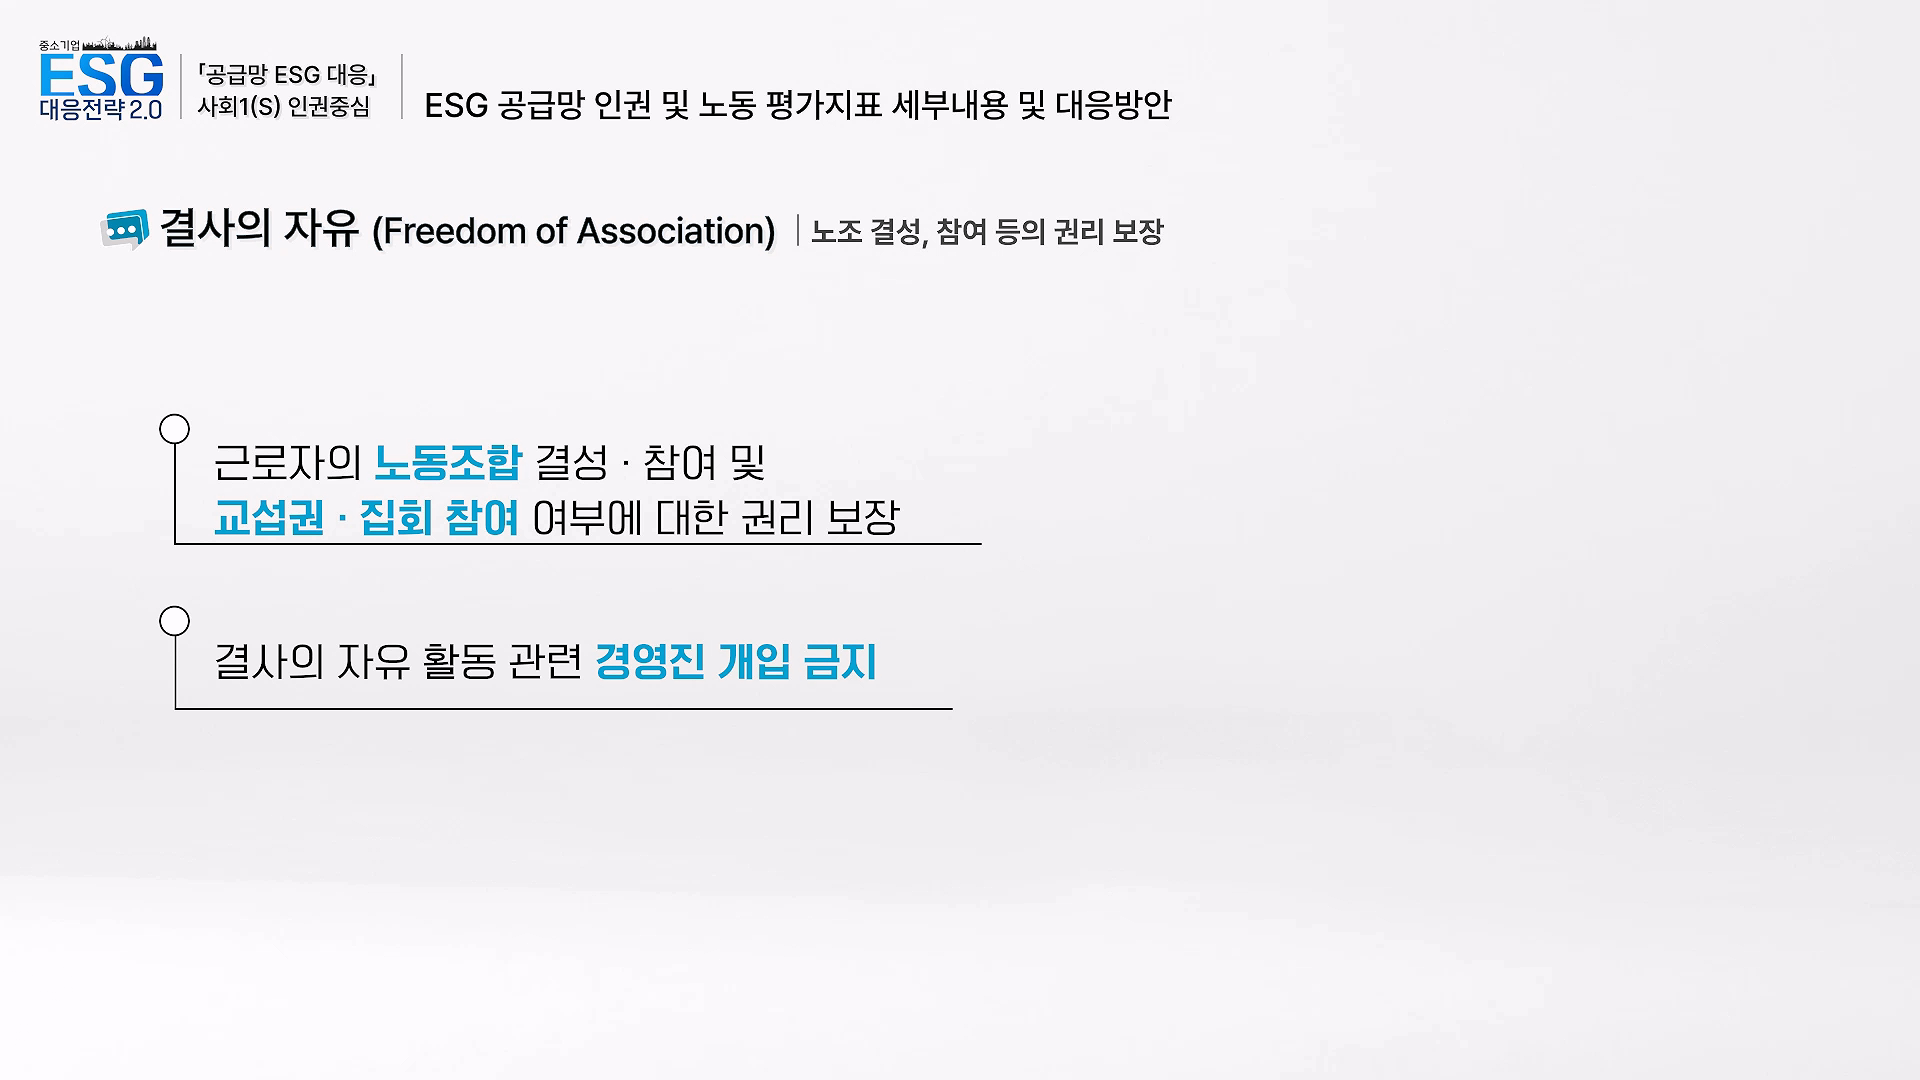 중소기업
ESG
대응전략 2.0
「공급망 ESG 대응」
사회1(S) 인권중심
ESG 공급망 인권 및 노동 평가지표 세부내용 및 대응방안
결사의 자유 (Freedom of Association) 노조 결성, 참여 등의 권리 보장
근로자의 노동조합 결성 · 참여 및
교섭권 · 집회 참여 여부에 대한 권리 보장
결사의 자유 활동 관련 경영진 개입 금지